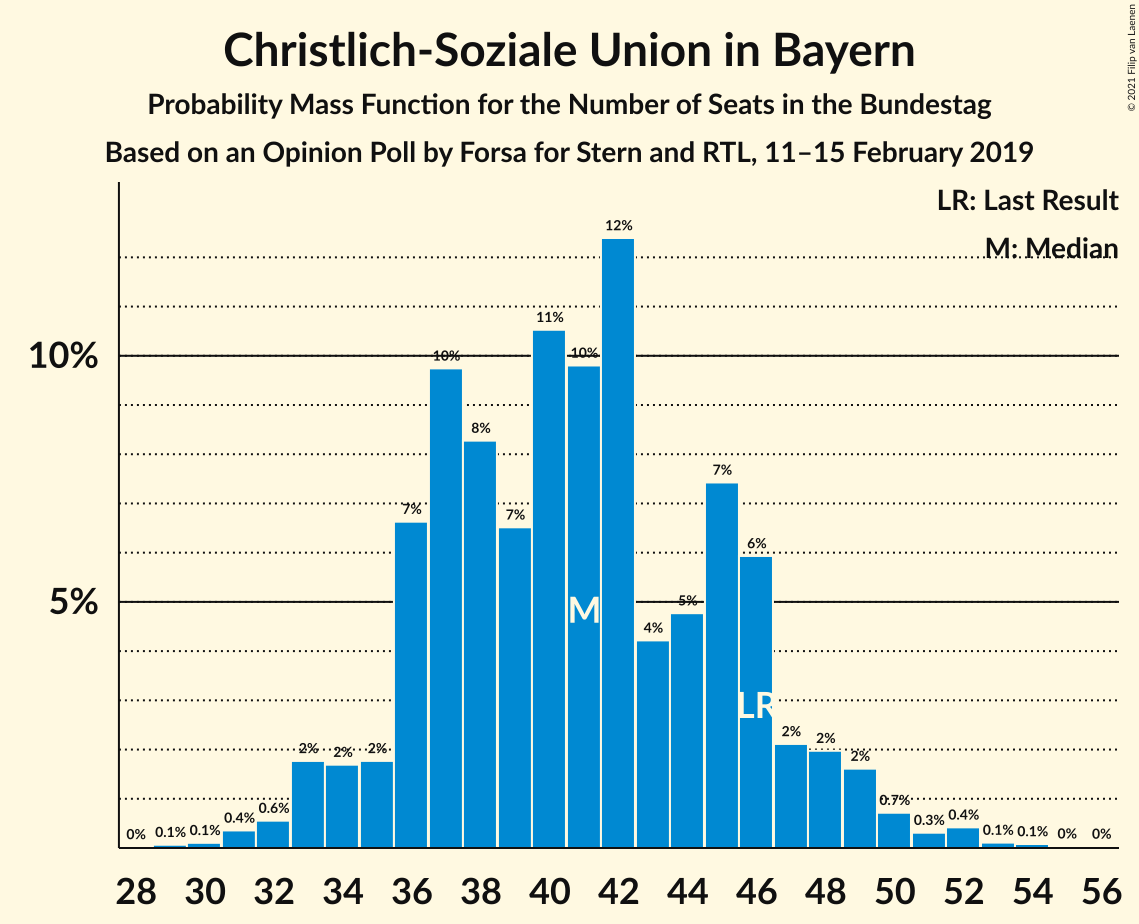 Christlich-Soziale Union in Bayern
Probability Mass Function for the Number of Seats in the Bundestag
Based on an Opinion Poll by Forsa for Stern and RTL, 11–15 February 2019
© 2021 Filip van Laenen
LR: Last Result
M: Median
10%
5%
0% 0.1% 0.1% 0.4% 0.6% 2% 2% 2% 7% 10% 8% 7% 11% 10% 12% 4% 5% 7% 6% 2% 2% 2% 0.7% 0.3% 0.4% 0.1% 0.1% 0% 0%
M
LR
28 30 32 34 36 38 40 42 44 46 48 50 52 54 56